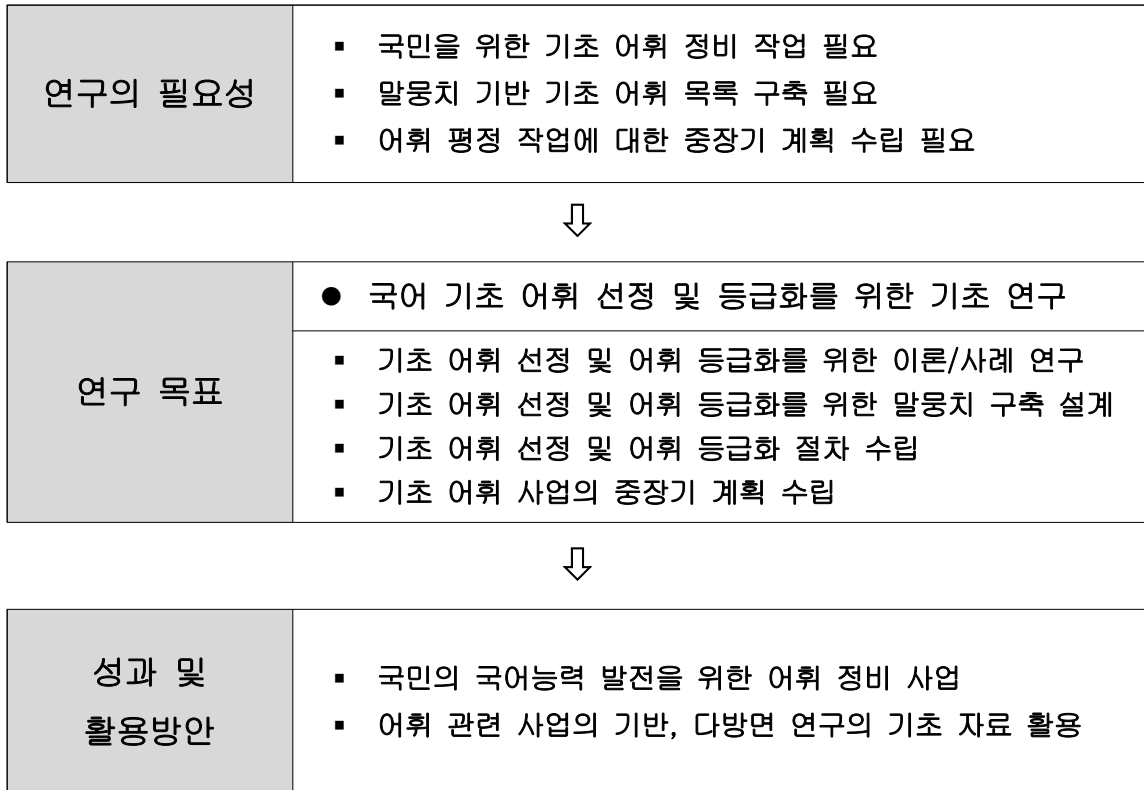 연구의 필요성
▪ 국민을 위한 기초 어휘 정비 작업 필요
▪ 말뭉치 기반 기초 어휘 목록 구축 필요
▪ 어휘 평정 작업에 대한 중장기 계획 수립 필요
⇩
연구 목표
● 국어 기초 어휘 선정 및 등급화를 위한 기초 연구
▪ 기초 어휘 선정 및 어휘 등급화를 위한 이론/사례 연구
▪ 기초 어휘 선정 및 어휘 등급화를 위한 말뭉치 구축 설계
▪ 기초 어휘 선정 및 어휘 등급화 절차 수립
▪ 기초 어휘 사업의 중장기 계획 수립
⇩
성과 및
활용방안
▪ 국민의 국어능력 발전을 위한 어휘 정비 사업
▪ 어휘 관련 사업의 기반, 다방면 연구의 기초 자료 활용